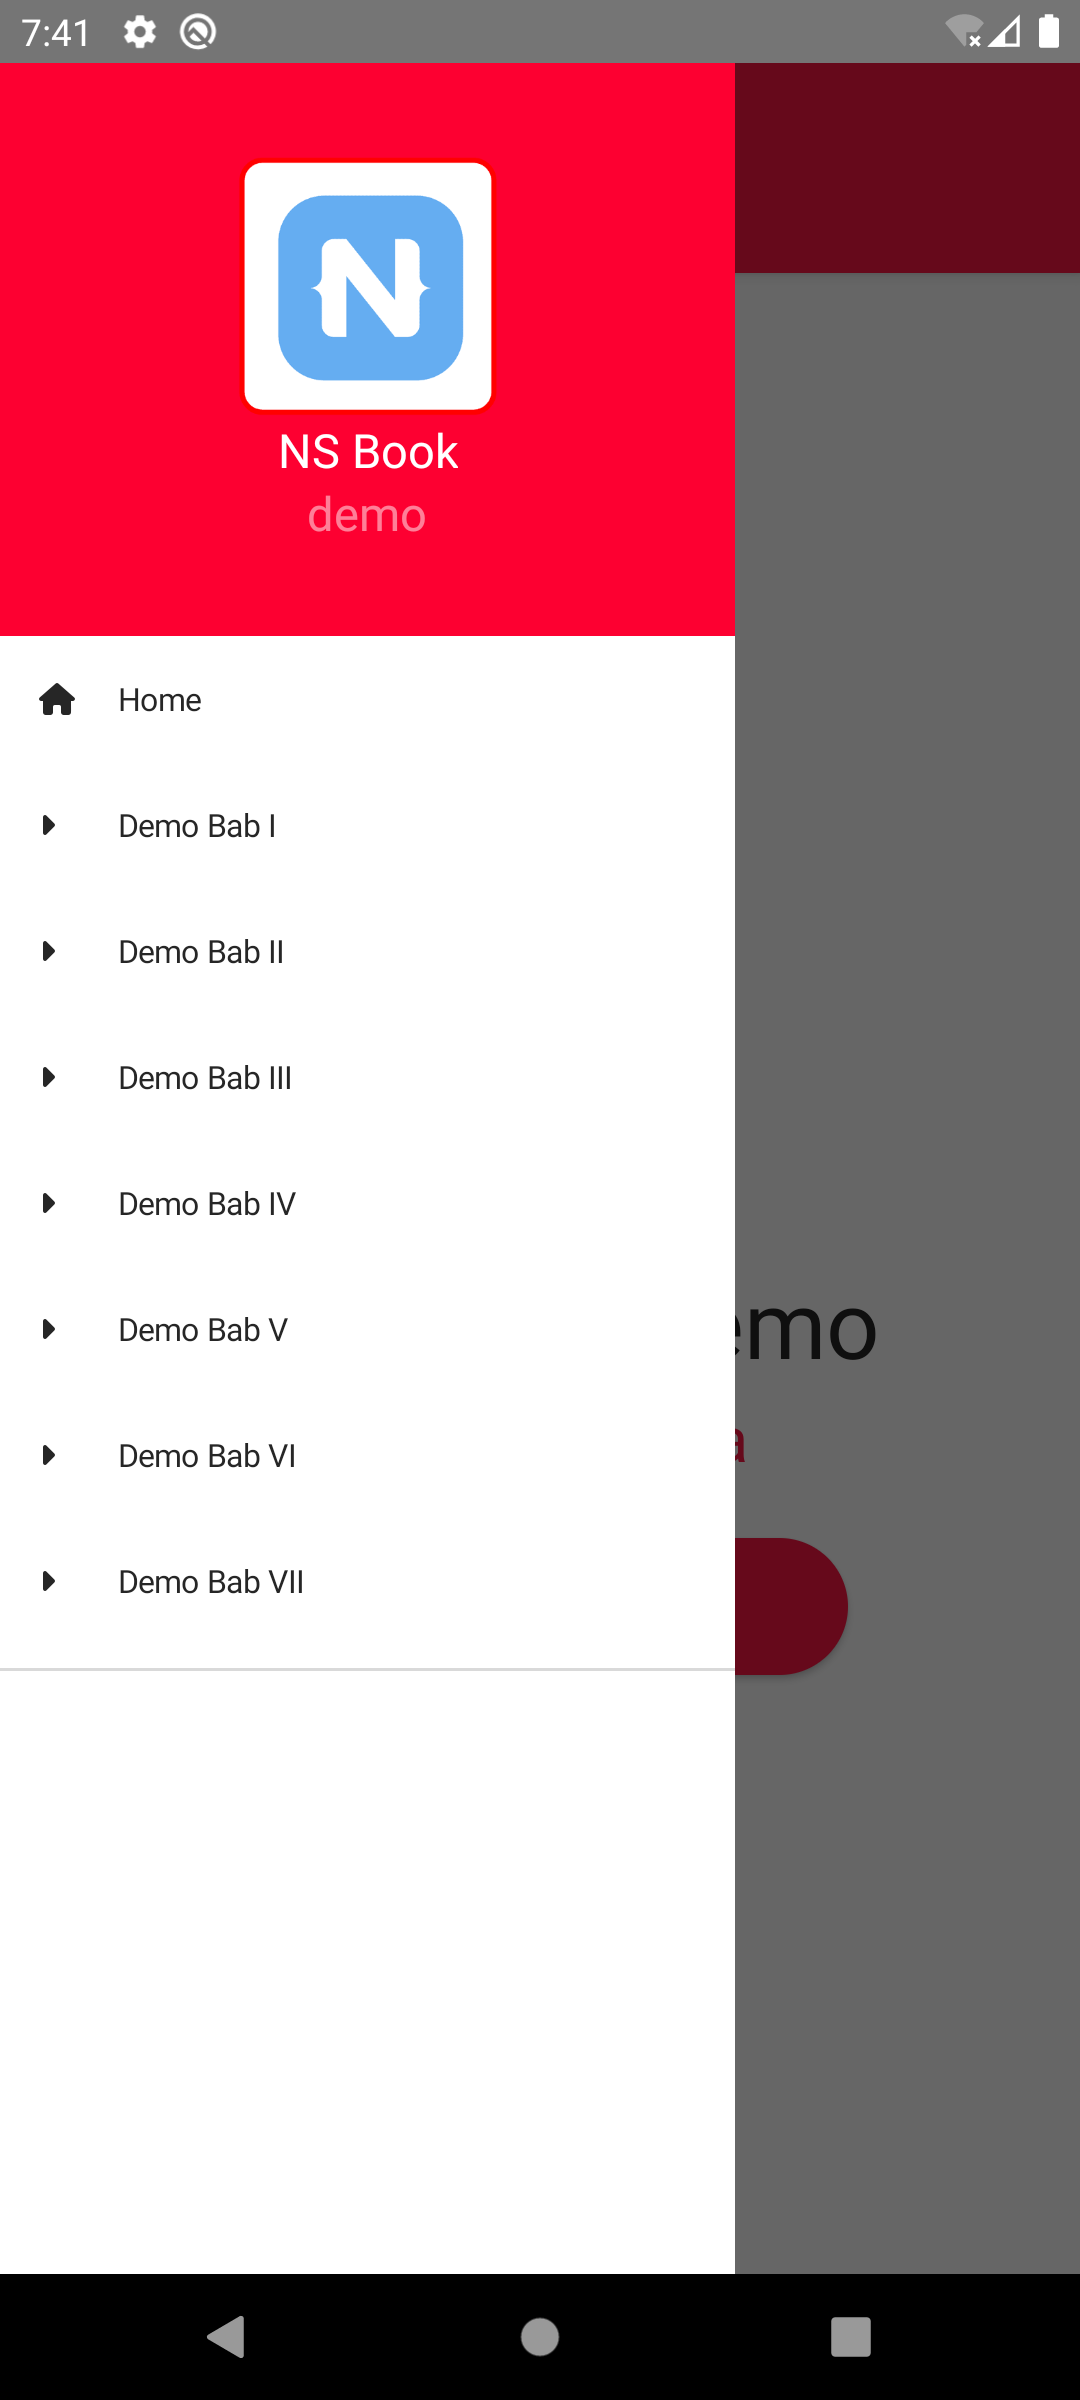 7:41
NS Book
demo
Home
Demo Bab I
Demo Bab II
Demo Bab III
Demo Bab IV
Demo Bab V
emo
Demo Bab VI
a
Demo Bab VII